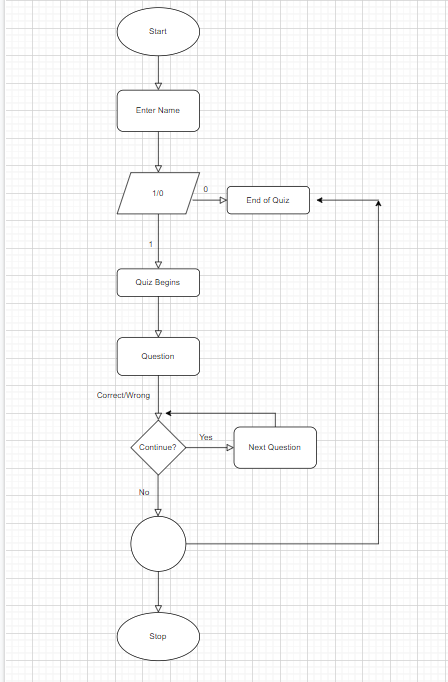 Start
Enter Name
1/0
0
End of Quiz
1
Quiz Begins
Question
Correct/Wrong
Continue?
Yes
Next Question
No
Stop